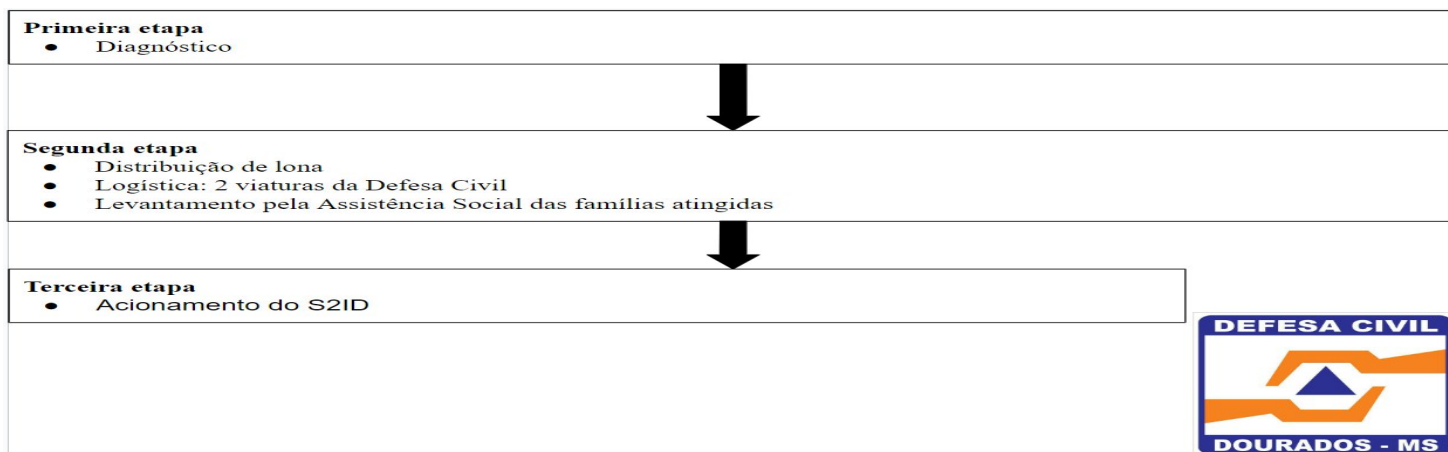 Primeira etapa
● Diagnóstico
Segunda etapa
● Distribuição de lona
● Logística: 2 viaturas da Defesa Civil
● Levantamento pela Assistência Social das famílias atingidas
Terceira etapa
● Acionamento do S2ID
DEFESA CIVIL
DOURADOS - MS